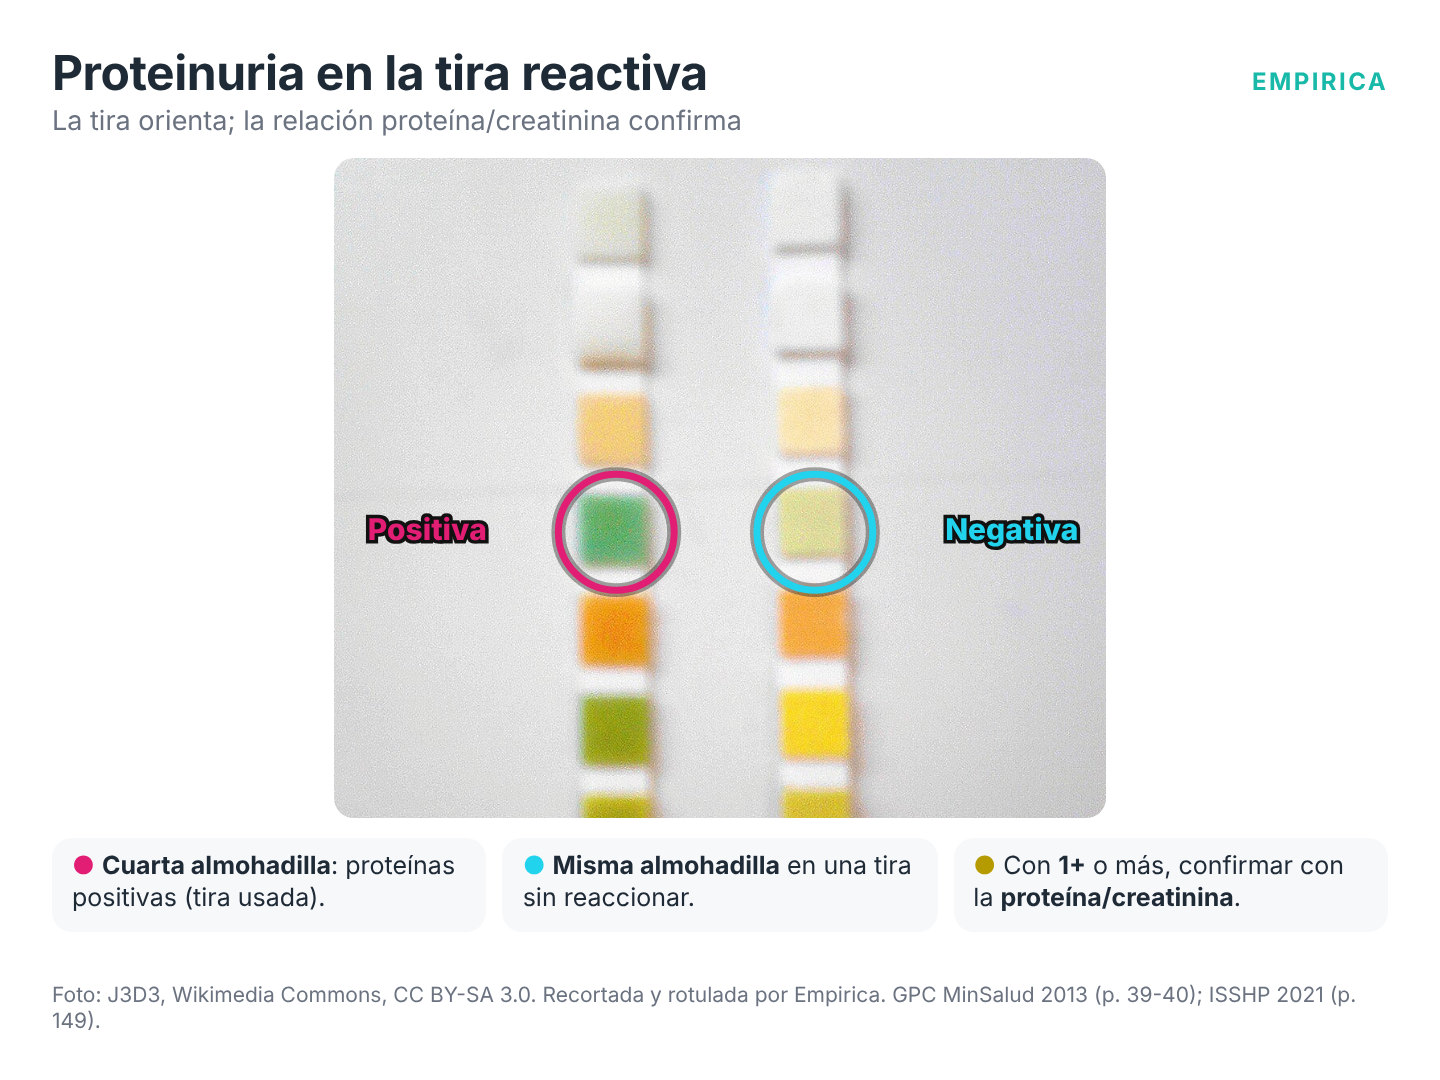 Proteinuria en la tira reactiva
EMPIRICA
La tira orienta; la relación proteína/creatinina confirma
Positiva
Negativa
Cuarta almohadilla: proteínas
positivas (tira usada).
Misma almohadilla en una tira
sin reaccionar.
Con 1+ o más, confirmar con
la proteína/creatinina.
Foto: J3D3, Wikimedia Commons, CC BY-SA 3.0. Recortada y rotulada por Empirica. GPC MinSalud 2013 (p. 39-40); ISSHP 2021 (p.
149).